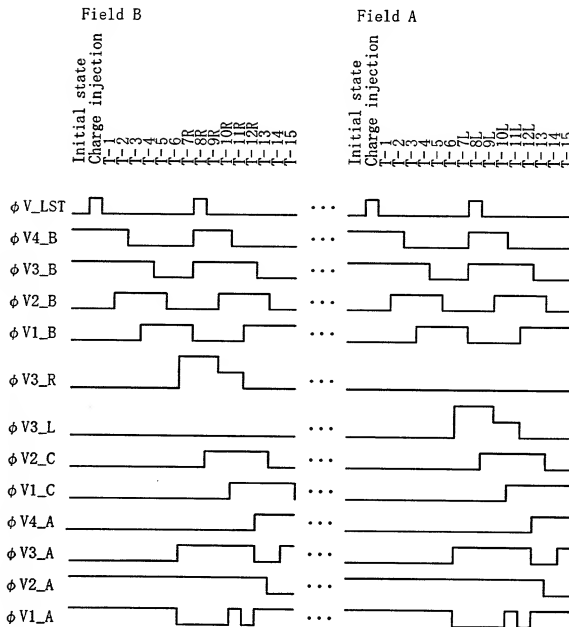 Field B
Field A
Initial state
Charge injection
T-1
T-2
T-3
T-4
T-5
T-6
T-7R
T-8R
T-9R
T-10R
T-11R
T-12R
T-13
T-14
T-15
Initial state
Charge injection
T-1
T-2
T-3
T-4
T-5
T-6
T-7L
T-8L
T-9L
T-10L
T-11L
T-12L
T-13
T-14
T-15
φV_LST ...
φV4_B
φV3_B ...
φV2_B
φV1_B ...
φV3_R ...
φV3_L ...
φV2_C ...
φV1_C ...
φV4_A ...
φV3_A ...
φV2_A ...
φV1_A ...